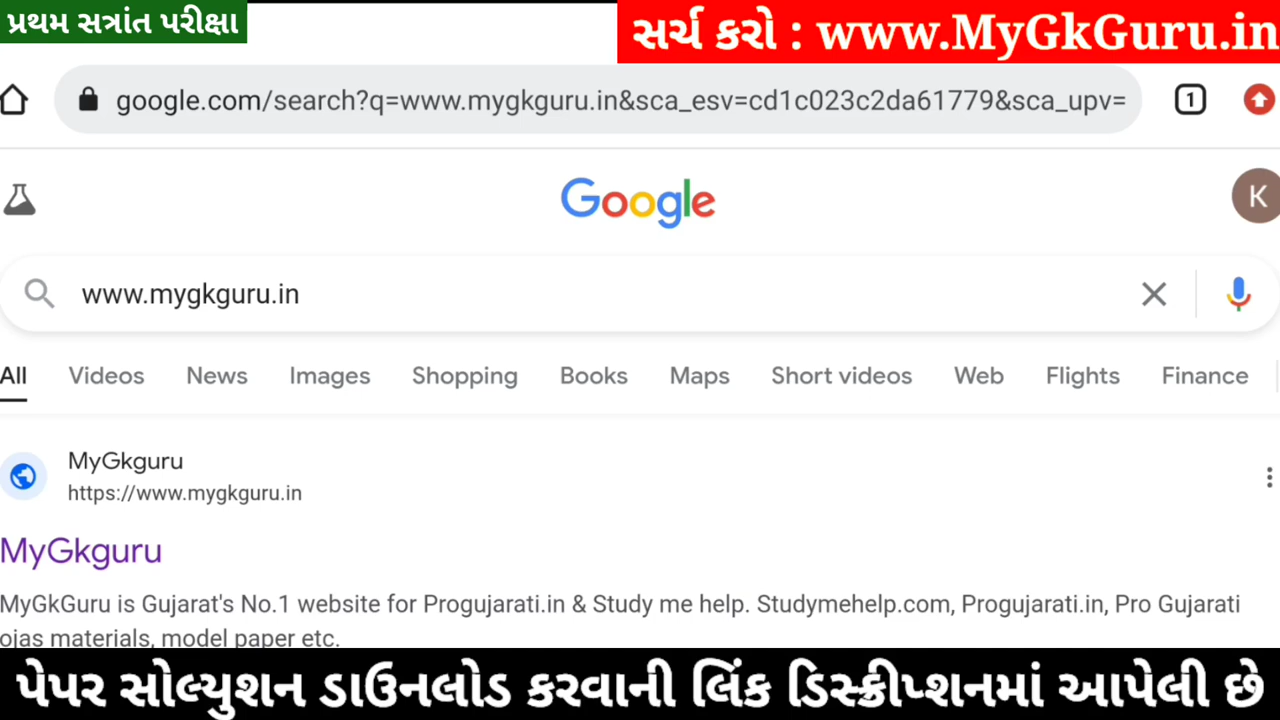 પ્રથમ સત્રાંત પરીક્ષા
સર્ચ કરો : www.MyGkGuru.in
google.com/search?q=www.mygkguru.in&sca_esv=cd1c023c2da61779&sca_upv=
1
Google
K
www.mygkguru.in
All Videos News Images Shopping Books Maps Short videos Web Flights Finance
MyGkguru
https://www.mygkguru.in
MyGkguru
MyGkGuru is Gujarat's No.1 website for Progujarati.in & Study me help. Studymehelp.com, Progujarati.in, Pro Gujarati
ojas materials, model paper etc.
પેપર સોલ્યુશન ડાઉનલોડ કરવાની લિંક ડિસ્ક્રીપ્શનમાં આપેલી છે